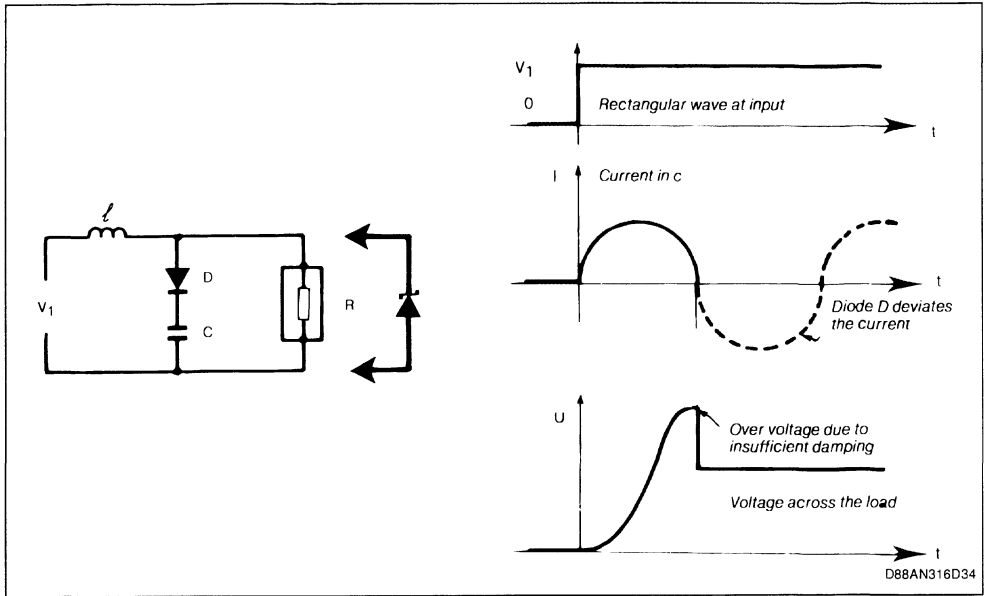 ℓ
D
V1
C
R
V1
0
Rectangular wave at input
t
I
Current in c
t
Diode D deviates
the current
U
Over voltage due to
insufficient damping
Voltage across the load
t
D88AN316D34